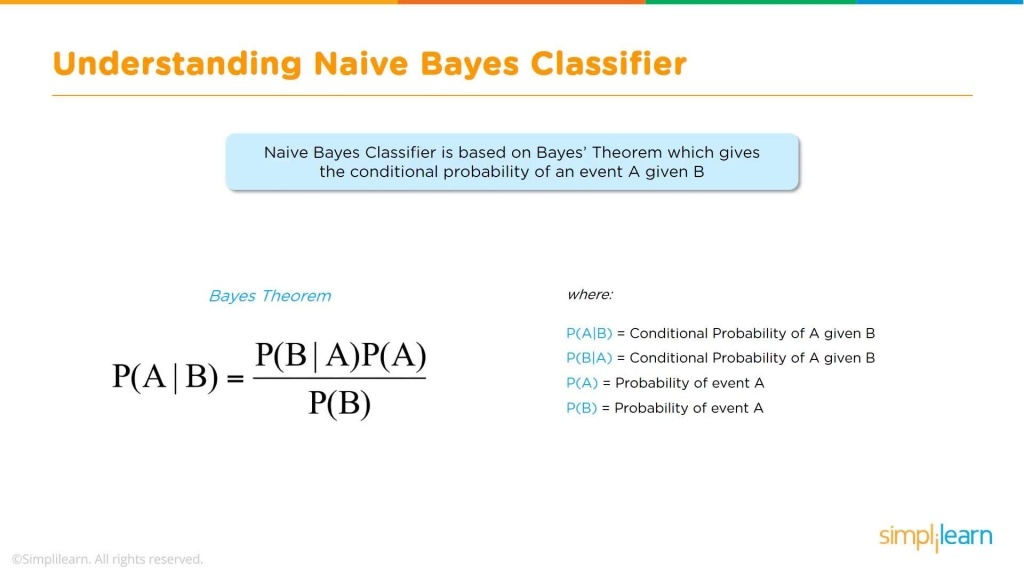 Understanding Naive Bayes Classifier
Naive Bayes Classifier is based on Bayes' Theorem which gives
the conditional probability of an event A given B
Bayes Theorem
P(A|B) = P(B|A)P(A)
P(B)
where:
P(A|B) = Conditional Probability of A given B
P(B|A) = Conditional Probability of A given B
P(A) = Probability of event A
P(B) = Probability of event A
simplilearn
©Simplilearn. All rights reserved.